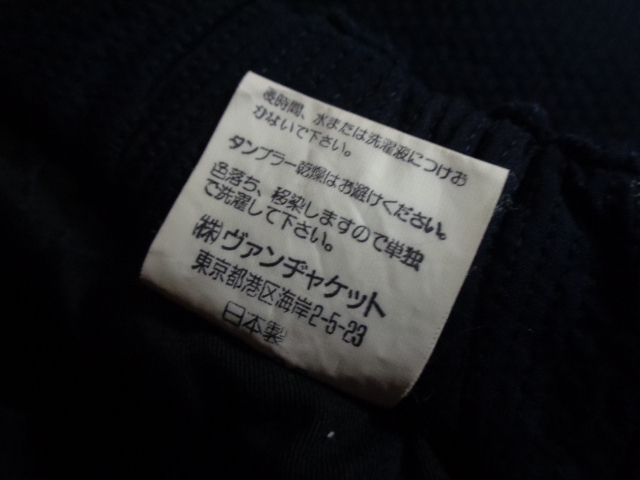 長時間、水または洗濯液につけお
かないで下さい。
タンブラー乾燥はお避けください。
色落ち、移染しますので単独
で洗濯して下さい。
(株)ヴァンヂャケット
東京都港区海岸2-5-23
日本製